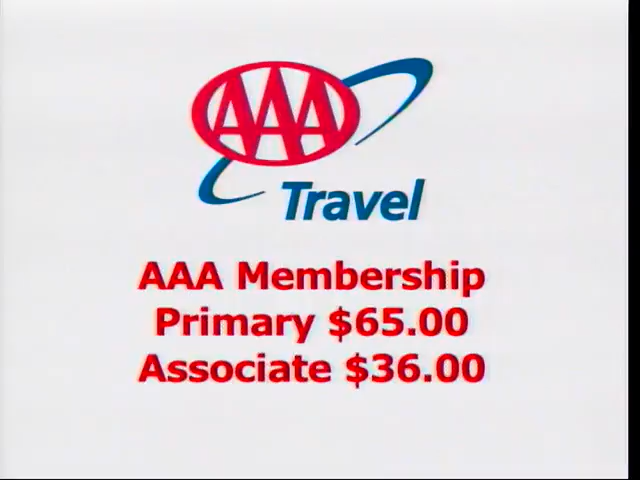 AAA
Travel
AAA Membership
Primary $65.00
Associate $36.00